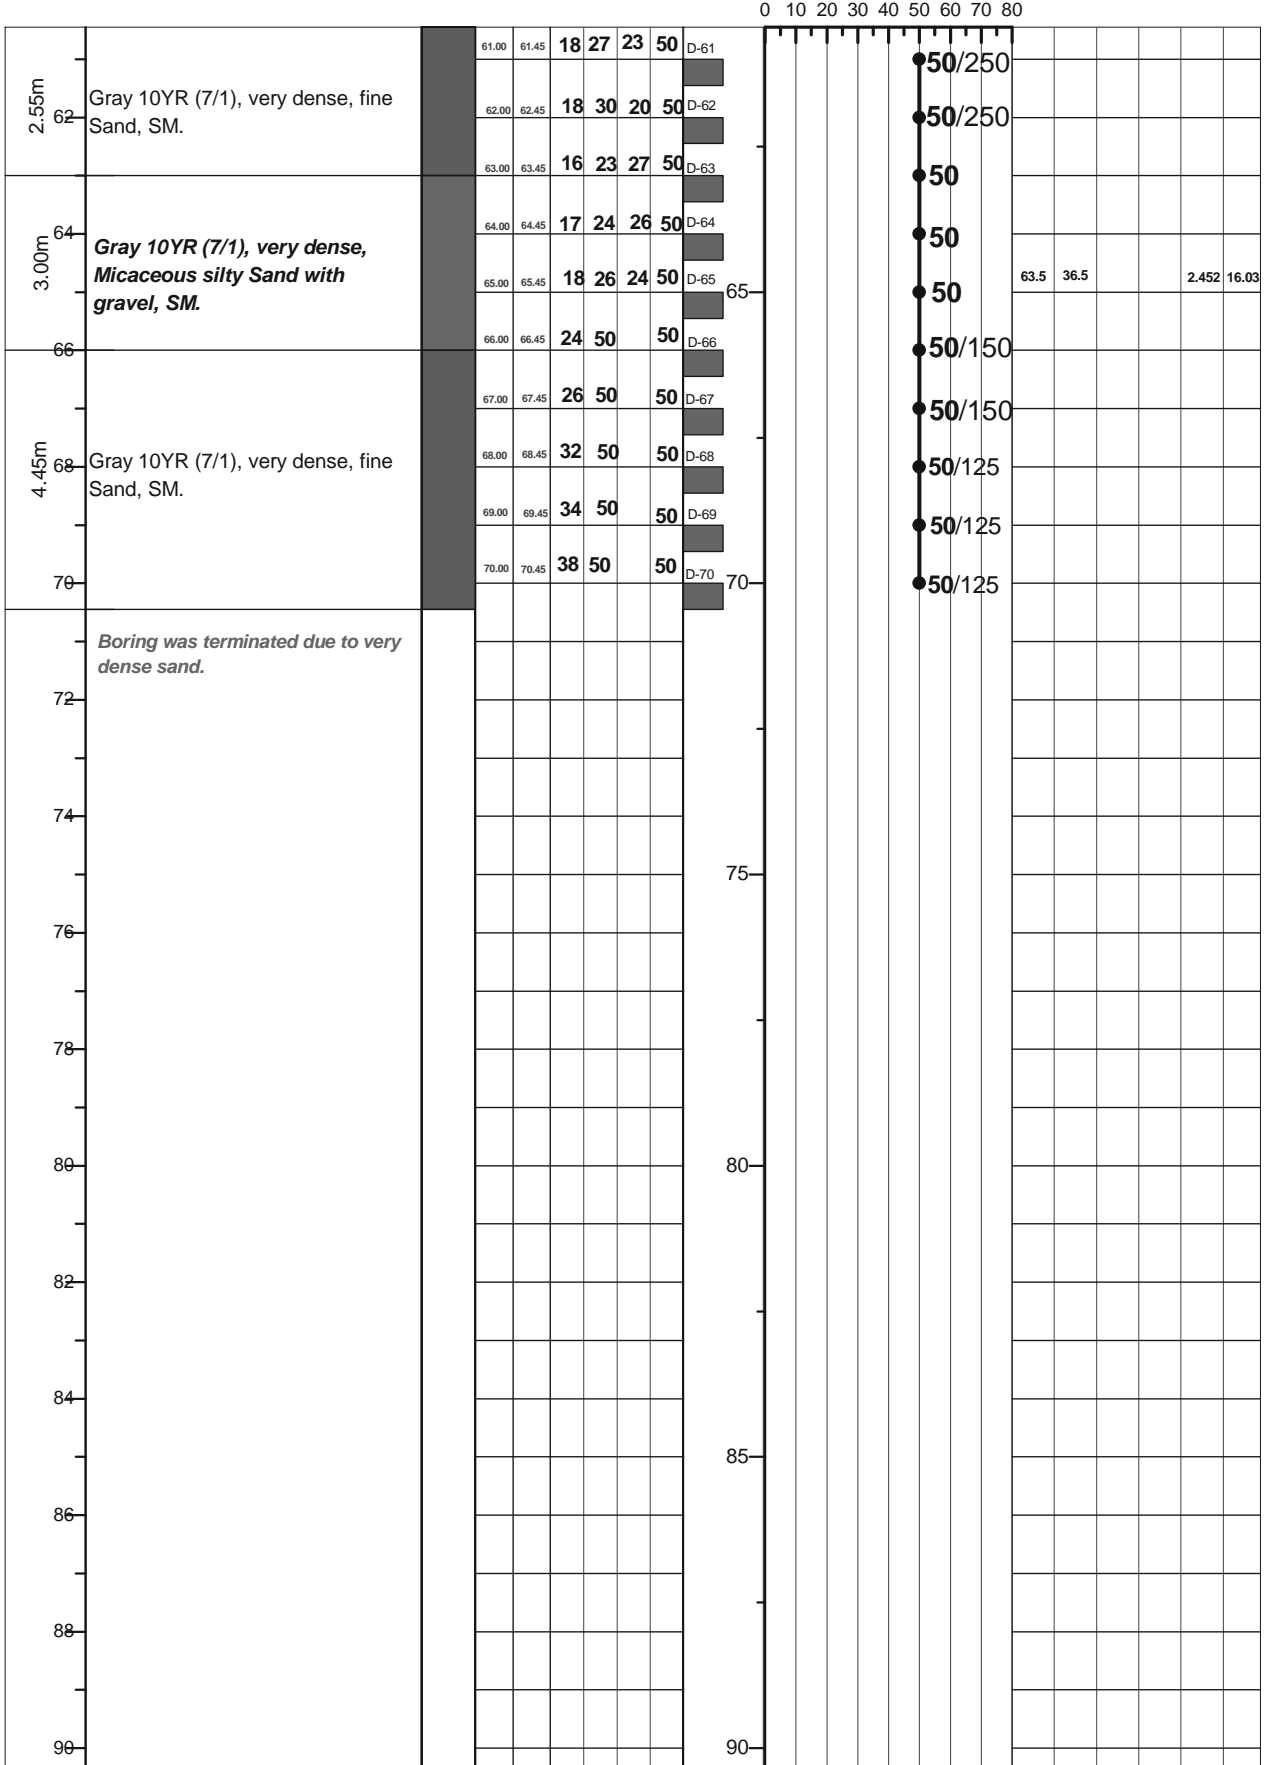 0 10 20 30 40 50 60 70 80
61.00 61.45 18 27 23 50 D-61
50/250
2.55m
Gray 10YR (7/1), very dense, fine
Sand, SM.
62
62.00 62.45 18 30 20 50 D-62
50/250
63.00 63.45 16 23 27 50 D-63
50
3.00m
64
Gray 10YR (7/1), very dense,
Micaceous silty Sand with
gravel, SM.
64.00 64.45 17 24 26 50 D-64
50
65.00 65.45 18 26 24 50 D-65
65
50
63.5 36.5 2.452 16.03
66
66.00 66.45 24 50 50 D-66
50/150
67.00 67.45 26 50 50 D-67
50/150
4.45m
68
Gray 10YR (7/1), very dense, fine
Sand, SM.
68.00 68.45 32 50 50 D-68
50/125
69.00 69.45 34 50 50 D-69
50/125
70
70.00 70.45 38 50 50 D-70
70
50/125
Boring was terminated due to very
dense sand.
72
74
75
76
78
80
80
82
84
85
86
88
90
90